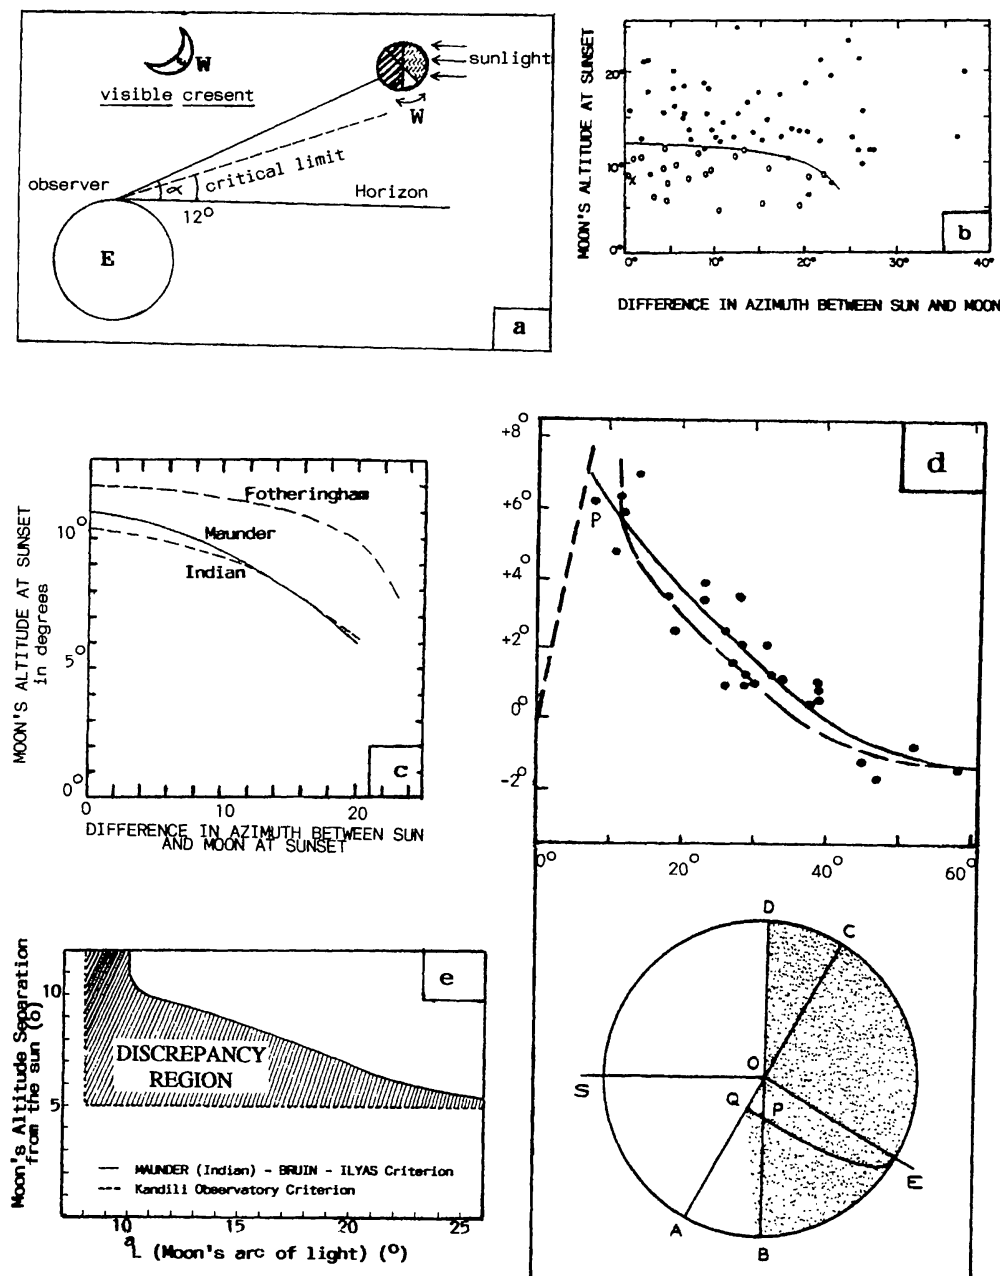 W
visible cresent
sunlight
W
observer
α
critical limit
12°
Horizon
E
a
MOON'S ALTITUDE AT SUNSET
20°
10°
0°
0° 10° 20° 30° 40°
x
b
DIFFERENCE IN AZIMUTH BETWEEN SUN AND MOON
MOON'S ALTITUDE AT SUNSET
in degrees
10°
5°
0°
Fotheringham
Maunder
Indian
c
0 10 20
DIFFERENCE IN AZIMUTH BETWEEN SUN
AND MOON AT SUNSET
d
+8°
+6°
+4°
+2°
0°
-2°
P
0° 20° 40° 60°
D
C
O
S
Q
P
E
A
B
Moon's Altitude Separation
from the sun (o)
10
5
e
DISCREPANCY
REGION
— MAUNDER (Indian) - BRUIN - ILYAS Criterion
--- Kandili Observatory Criterion
10 15 20 25
aL (Moon's arc of light) (°)